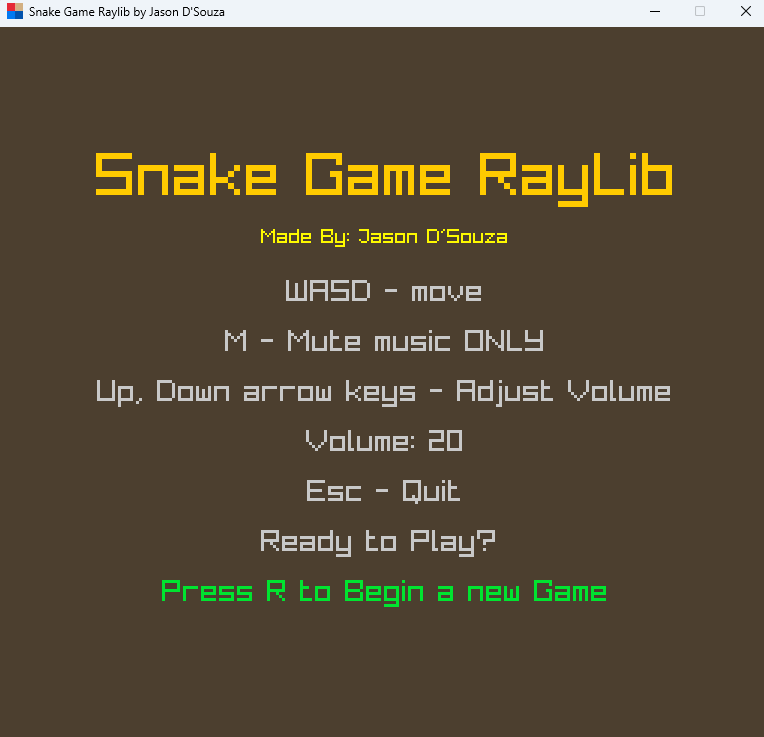 Snake Game Raylib by Jason D'Souza
Snake Game RayLib
Made By: Jason D'Souza
WASD - move
M - Mute music ONLY
Up, Down arrow keys - Adjust Volume
Volume: 20
Esc - Quit
Ready to Play?
Press R to Begin a new Game